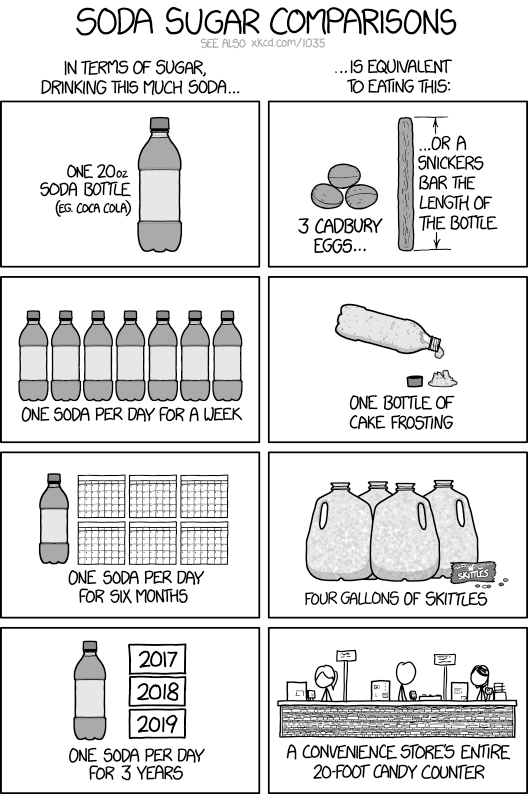 SODA SUGAR COMPARISONS
SEE ALSO xkcd.com/1035
IN TERMS OF SUGAR,
DRINKING THIS MUCH SODA...
...IS EQUIVALENT
TO EATING THIS:
ONE 20oz
SODA BOTTLE
(EG. COCA COLA)
3 CADBURY
EGGS...
...OR A
SNICKERS
BAR THE
LENGTH OF
THE BOTTLE
ONE SODA PER DAY FOR A WEEK
ONE BOTTLE OF
CAKE FROSTING
ONE SODA PER DAY
FOR SIX MONTHS
SKITTLES
FOUR GALLONS OF SKITTLES
2017
2018
2019
ONE SODA PER DAY
FOR 3 YEARS
A CONVENIENCE STORE'S ENTIRE
20-FOOT CANDY COUNTER